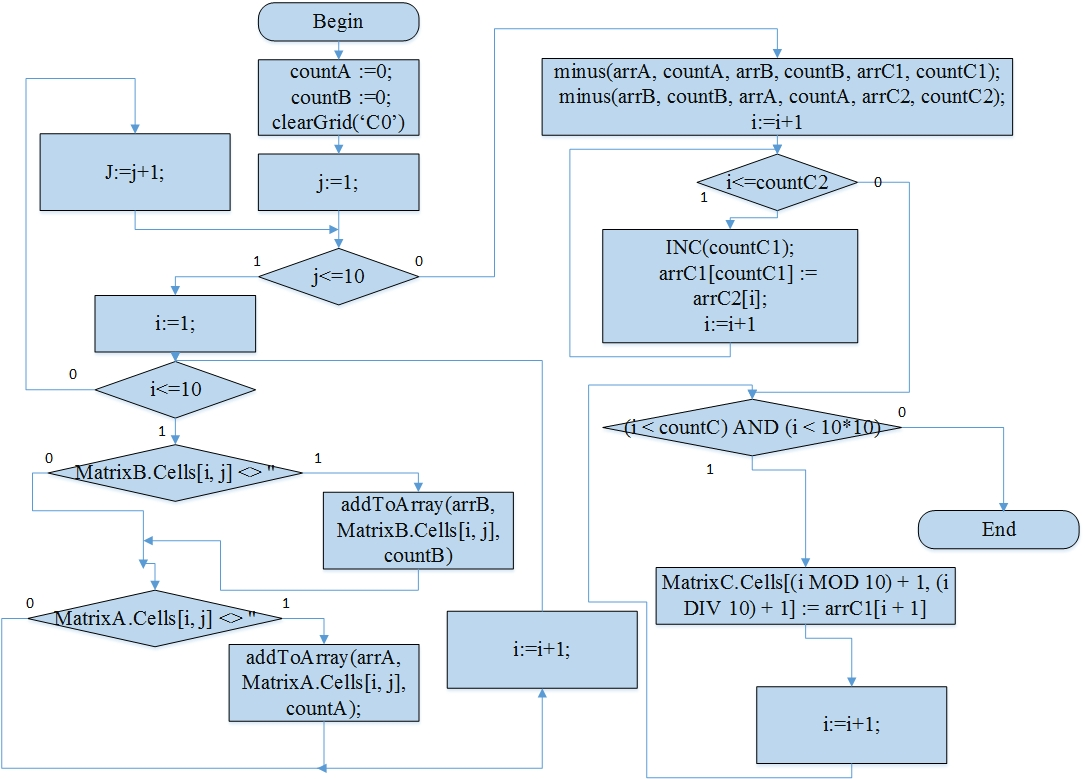 Begin
countA :=0;
countB :=0;
clearGrid(‘C0’)
j:=1;
J:=j+1;
j<=10
1
0
i:=1;
i<=10
0
1
MatrixB.Cells[i, j] <> "
0
1
addToArray(arrB,
MatrixB.Cells[i, j],
countB)
MatrixA.Cells[i, j] <> "
0
1
addToArray(arrA,
MatrixA.Cells[i, j],
countA);
i:=i+1;
minus(arrA, countA, arrB, countB, arrC1, countC1);
minus(arrB, countB, arrA, countA, arrC2, countC2);
i:=i+1
i<=countC2
0
1
INC(countC1);
arrC1[countC1] :=
arrC2[i];
i:=i+1
(i < countC) AND (i < 10*10)
0
1
End
MatrixC.Cells[(i MOD 10) + 1, (i
DIV 10) + 1] := arrC1[i + 1]
i:=i+1;